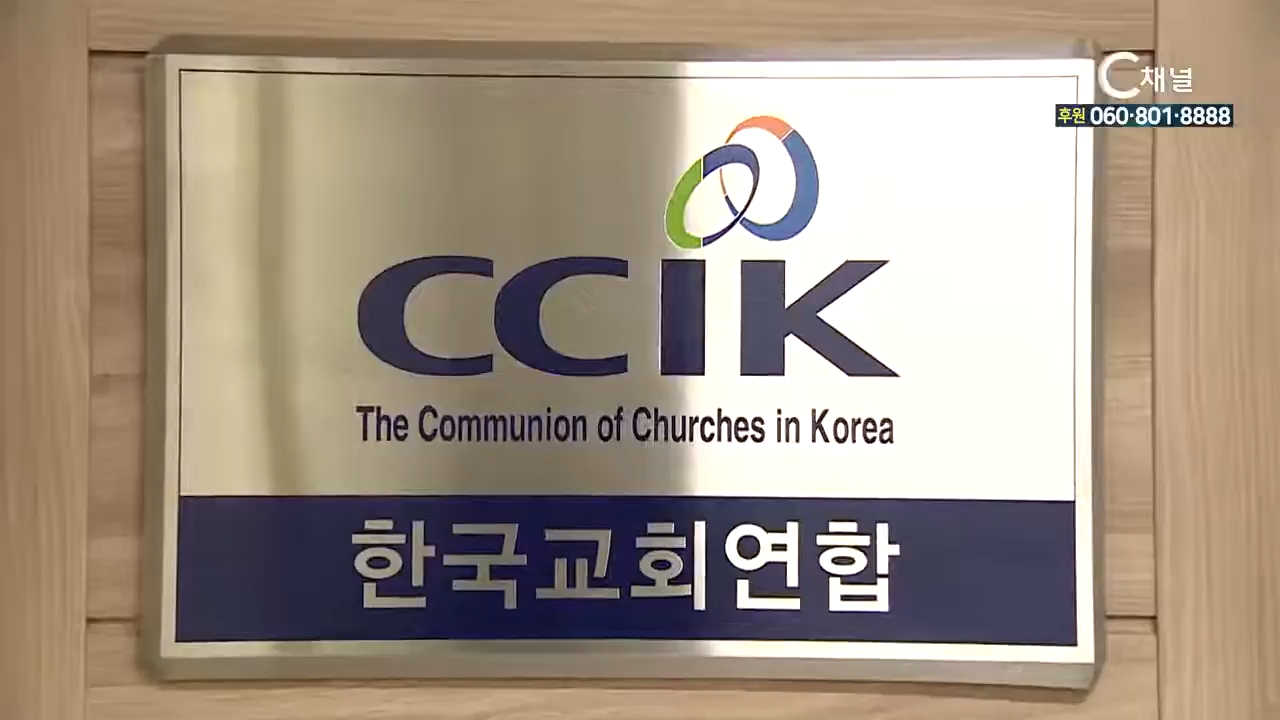 C채널
후원 060·801·8888
CCIK
The Communion of Churches in Korea
한국교회연합